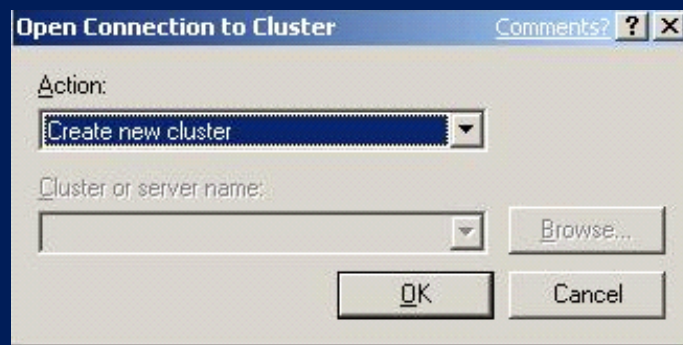 Open Connection to Cluster Comments? ? X
Action:
Create new cluster
Cluster or server name:
Browse...
OK Cancel